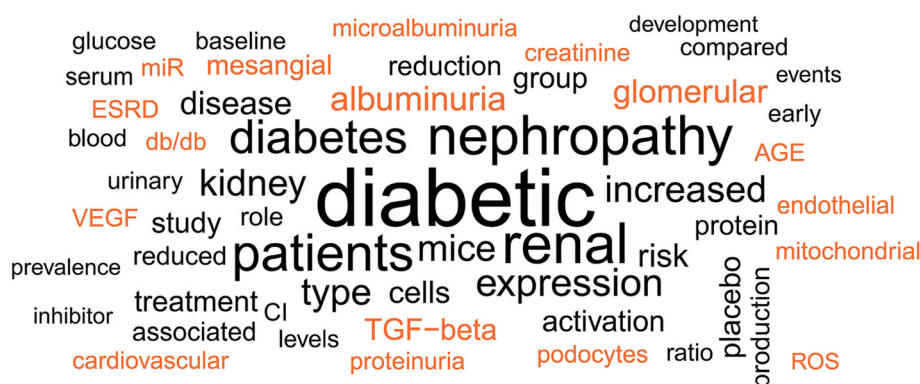 microalbuminuria development
glucose baseline compared
serum miR mesangial reduction creatinine events
group
ESRD disease albuminuria glomerular early
blood db/db diabetes nephropathy AGE
urinary kidney diabetic increased endothelial
VEGF study role protein
prevalence reduced patients mice renal risk mitochondrial
inhibitor treatment CI type cells expression placebo production
associated levels TGF−beta activation
cardiovascular proteinuria podocytes ratio ROS